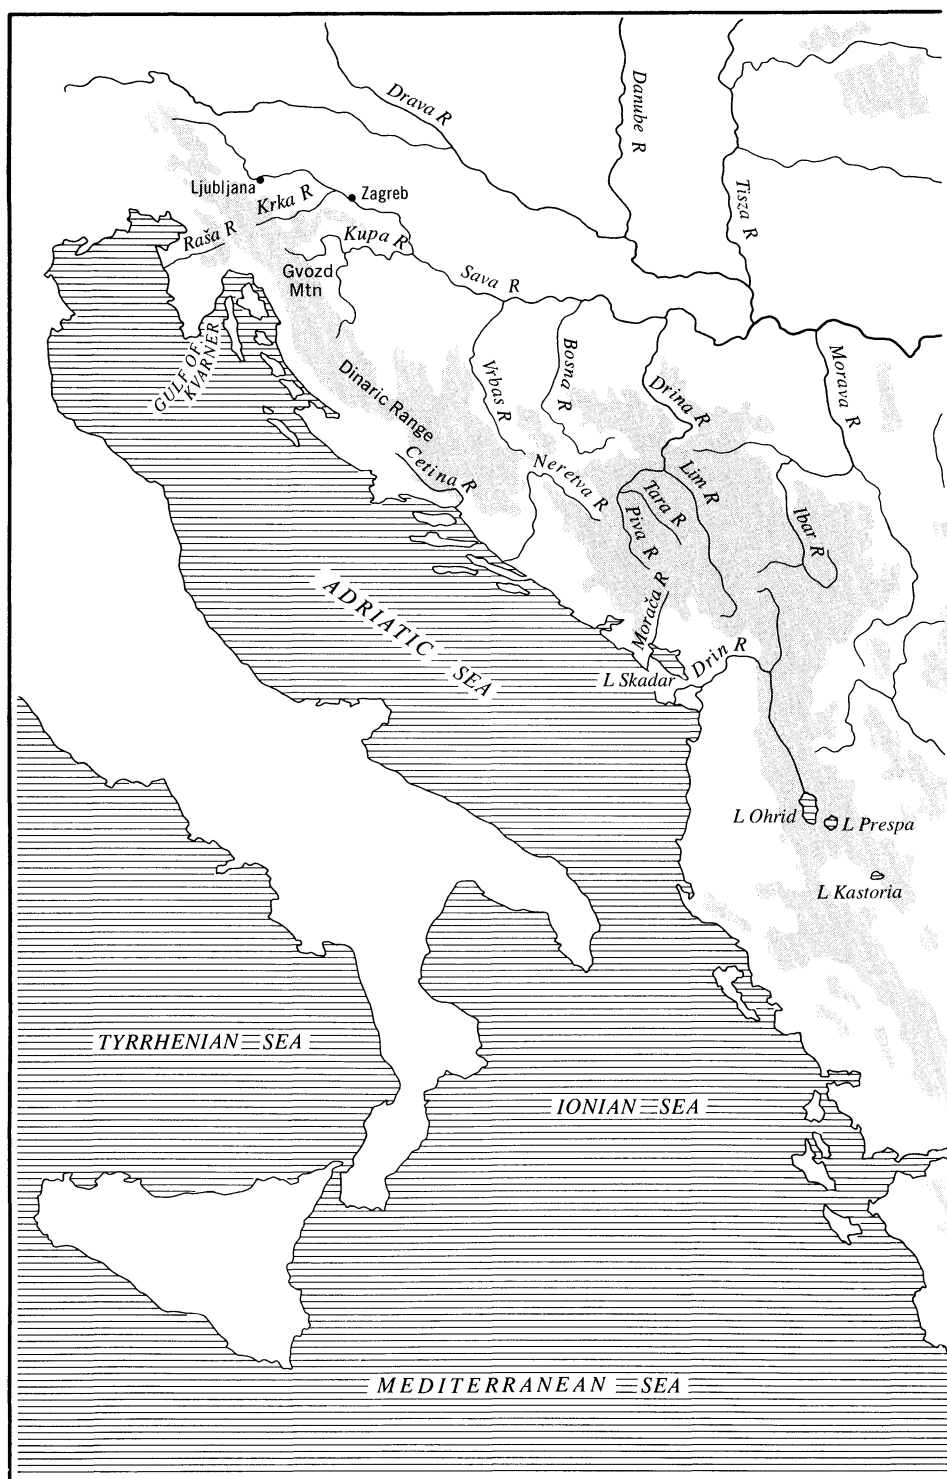 Drava R
Danube R
Tisza R
Ljubljana
Krka R
Zagreb
Raša R
Kupa R
Gvozd
Mtn
Sava R
GULF OF
KVARNER
Dinaric Range
Vrbas R
Bosna R
Drina R
Morava R
Cetina R
Neretva R
Lim R
Tara R
Piva R
Ibar R
Morača R
Drin R
ADRIATIC SEA
L Skadar
L Ohrid
L Prespa
L Kastoria
TYRRHENIAN SEA
IONIAN SEA
MEDITERRANEAN SEA